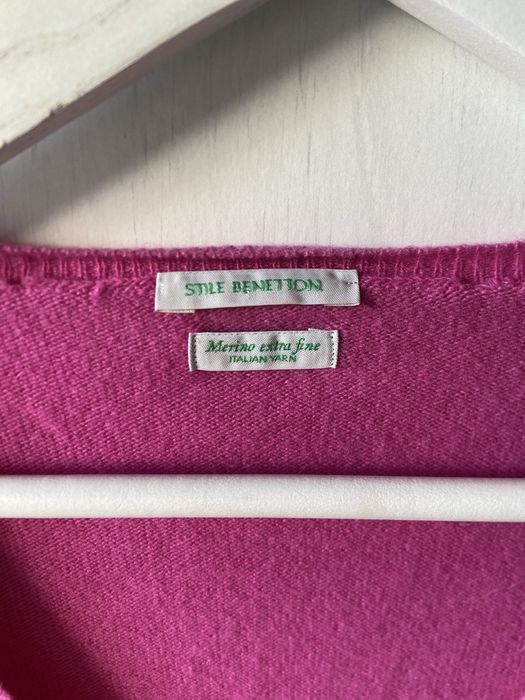 STILE BENETTON
Merino extra fine
ITALIAN YARN